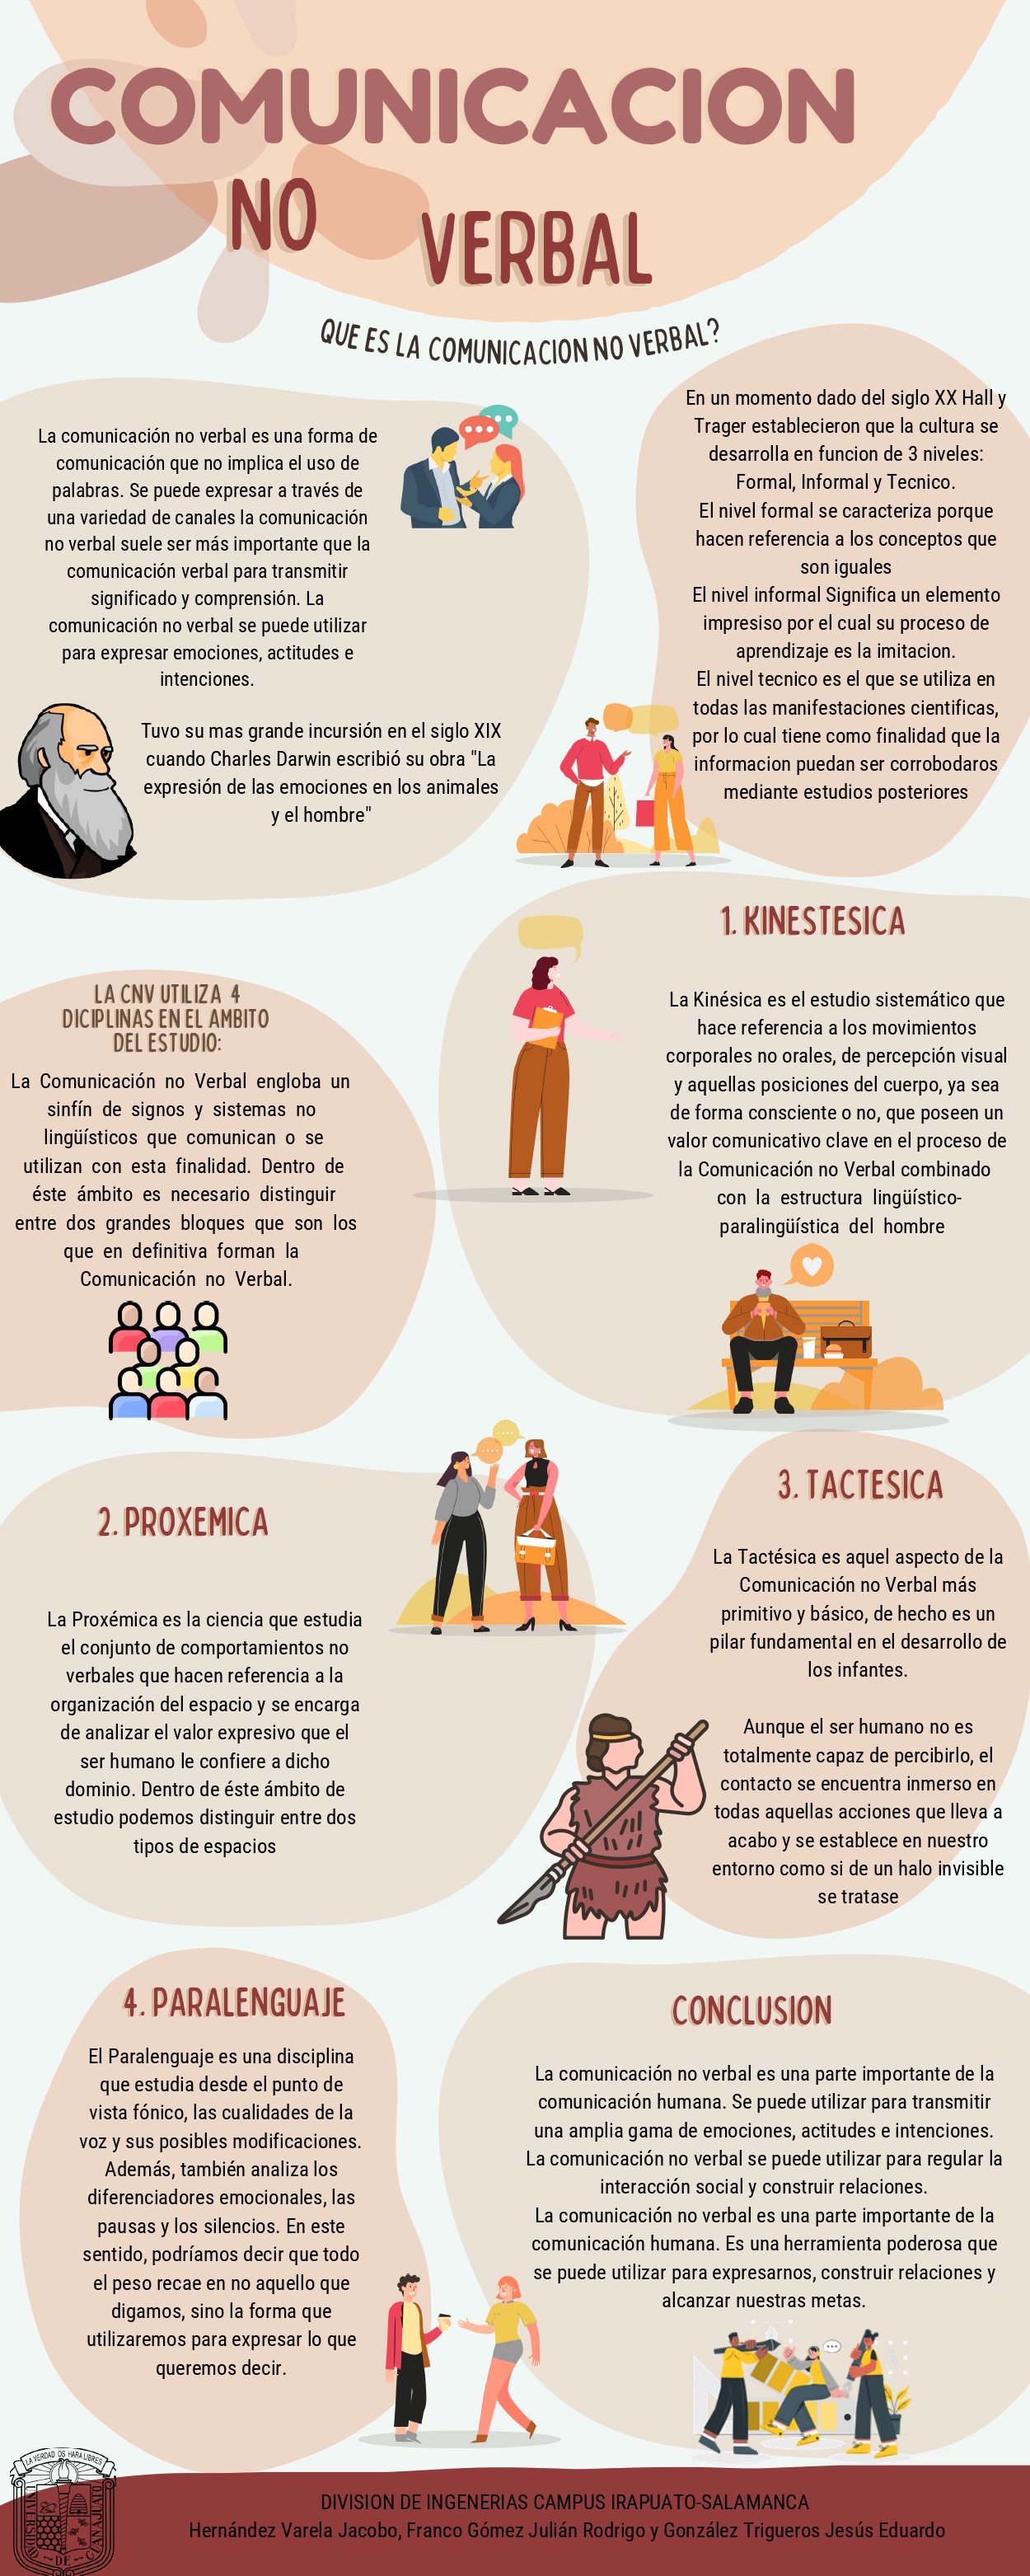 COMUNICACION
NO
VERBAL
QUE ES LA COMUNICACION NO VERBAL?
La comunicación no verbal es una forma de
comunicación que no implica el uso de
palabras. Se puede expresar a través de
una variedad de canales la comunicación
no verbal suele ser más importante que la
comunicación verbal para transmitir
significado y comprensión. La
comunicación no verbal se puede utilizar
para expresar emociones, actitudes e
intenciones.
Tuvo su mas grande incursión en el siglo XIX
cuando Charles Darwin escribió su obra "La
expresión de las emociones en los animales
y el hombre"
En un momento dado del siglo XX Hall y
Trager establecieron que la cultura se
desarrolla en funcion de 3 niveles:
Formal, Informal y Tecnico.
El nivel formal se caracteriza porque
hacen referencia a los conceptos que
son iguales
El nivel informal Significa un elemento
impresiso por el cual su proceso de
aprendizaje es la imitacion.
El nivel tecnico es el que se utiliza en
todas las manifestaciones cientificas,
por lo cual tiene como finalidad que la
informacion puedan ser corrobodaros
mediante estudios posteriores
LA CNV UTILIZA 4
DICIPLINAS EN EL AMBITO
DEL ESTUDIO:
La Comunicación no Verbal engloba un
sinfín de signos y sistemas no
lingüísticos que comunican o se
utilizan con esta finalidad. Dentro de
éste ámbito es necesario distinguir
entre dos grandes bloques que son los
que en definitiva forman la
Comunicación no Verbal.
1. KINESTESICA
La Kinésica es el estudio sistemático que
hace referencia a los movimientos
corporales no orales, de percepción visual
y aquellas posiciones del cuerpo, ya sea
de forma consciente o no, que poseen un
valor comunicativo clave en el proceso de
la Comunicación no Verbal combinado
con la estructura lingüístico-
paralingüística del hombre
2. PROXEMICA
La Proxémica es la ciencia que estudia
el conjunto de comportamientos no
verbales que hacen referencia a la
organización del espacio y se encarga
de analizar el valor expresivo que el
ser humano le confiere a dicho
dominio. Dentro de éste ámbito de
estudio podemos distinguir entre dos
tipos de espacios
3. TACTESICA
La Tactésica es aquel aspecto de la
Comunicación no Verbal más
primitivo y básico, de hecho es un
pilar fundamental en el desarrollo de
los infantes.
Aunque el ser humano no es
totalmente capaz de percibirlo, el
contacto se encuentra inmerso en
todas aquellas acciones que lleva a
acabo y se establece en nuestro
entorno como si de un halo invisible
se tratase
4. PARALENGUAJE
El Paralenguaje es una disciplina
que estudia desde el punto de
vista fónico, las cualidades de la
voz y sus posibles modificaciones.
Además, también analiza los
diferenciadores emocionales, las
pausas y los silencios. En este
sentido, podríamos decir que todo
el peso recae en no aquello que
digamos, sino la forma que
utilizaremos para expresar lo que
queremos decir.
CONCLUSION
La comunicación no verbal es una parte importante de la
comunicación humana. Se puede utilizar para transmitir
una amplia gama de emociones, actitudes e intenciones.
La comunicación no verbal se puede utilizar para regular la
interacción social y construir relaciones.
La comunicación no verbal es una parte importante de la
comunicación humana. Es una herramienta poderosa que
se puede utilizar para expresarnos, construir relaciones y
alcanzar nuestras metas.
LA VERDAD OS HARA LIBRES
UNIVERSIDAD DE GUANAJUATO
DIVISION DE INGENERIAS CAMPUS IRAPUATO-SALAMANCA
Hernández Varela Jacobo, Franco Gómez Julián Rodrigo y González Trigueros Jesús Eduardo